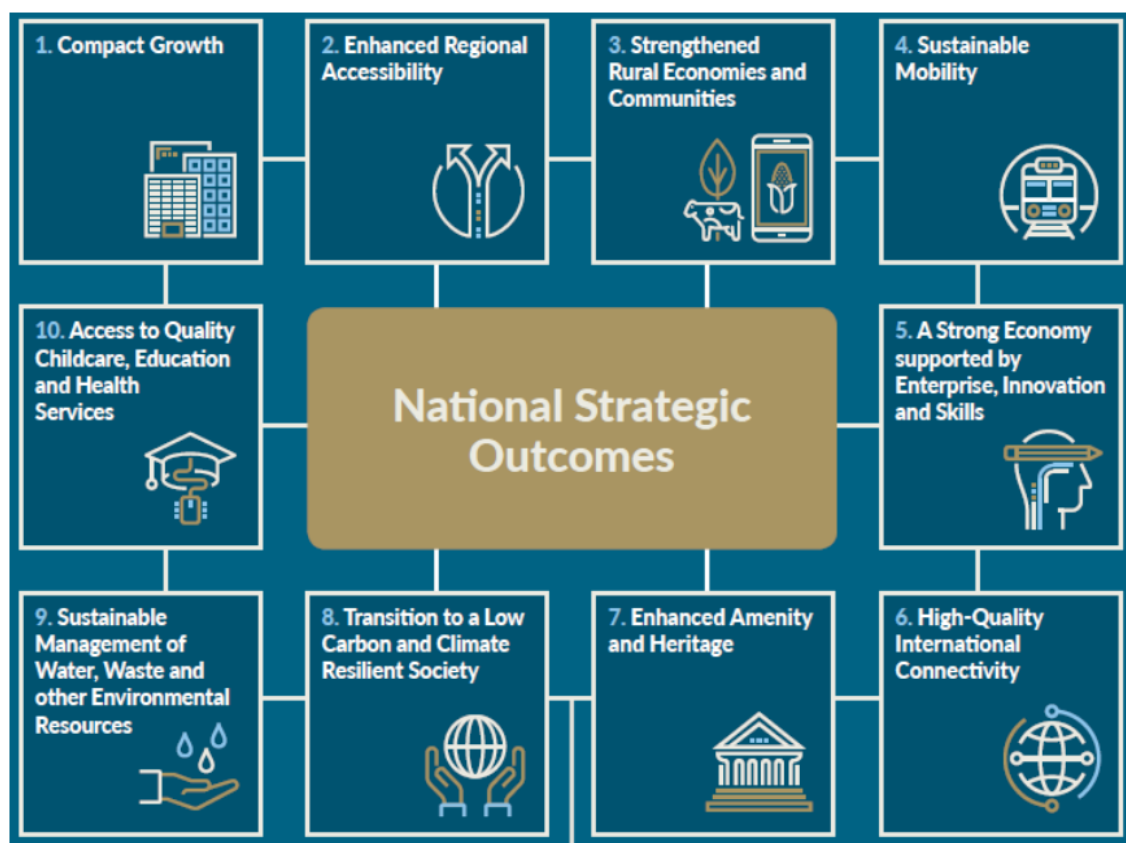 1. Compact Growth
2. Enhanced Regional
Accessibility
3. Strengthened
Rural Economies and
Communities
4. Sustainable
Mobility
10. Access to Quality
Childcare, Education
and Health
Services
National Strategic
Outcomes
5. A Strong Economy
supported by
Enterprise, Innovation
and Skills
9. Sustainable
Management of
Water, Waste and
other Environmental
Resources
8. Transition to a Low
Carbon and Climate
Resilient Society
7. Enhanced Amenity
and Heritage
6. High-Quality
International
Connectivity